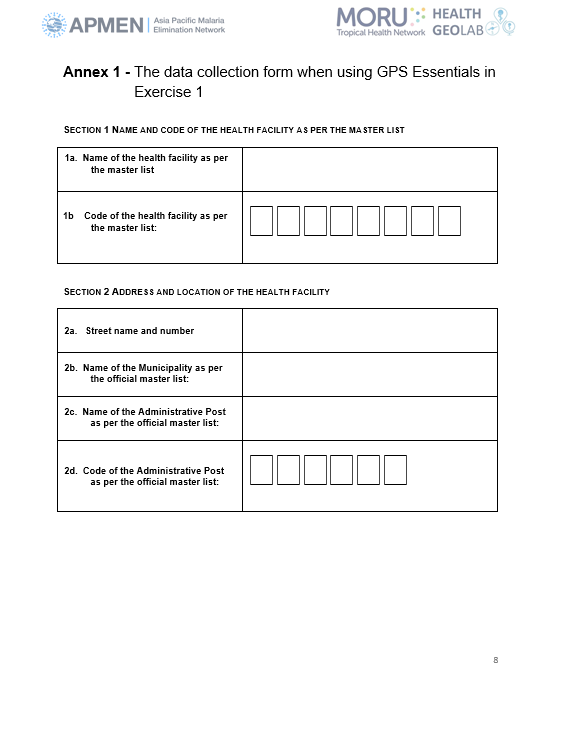 APMEN
Asia Pacific Malaria
Elimination Network
MORU
Tropical Health Network
HEALTH
GEOLAB
Annex 1 - The data collection form when using GPS Essentials in
Exercise 1
SECTION 1 NAME AND CODE OF THE HEALTH FACILITY AS PER THE MASTER LIST
1a. Name of the health facility as per
the master list
1b Code of the health facility as per
the master list:
SECTION 2 ADDRESS AND LOCATION OF THE HEALTH FACILITY
2a. Street name and number
2b. Name of the Municipality as per
the official master list:
2c. Name of the Administrative Post
as per the official master list:
2d. Code of the Administrative Post
as per the official master list:
8